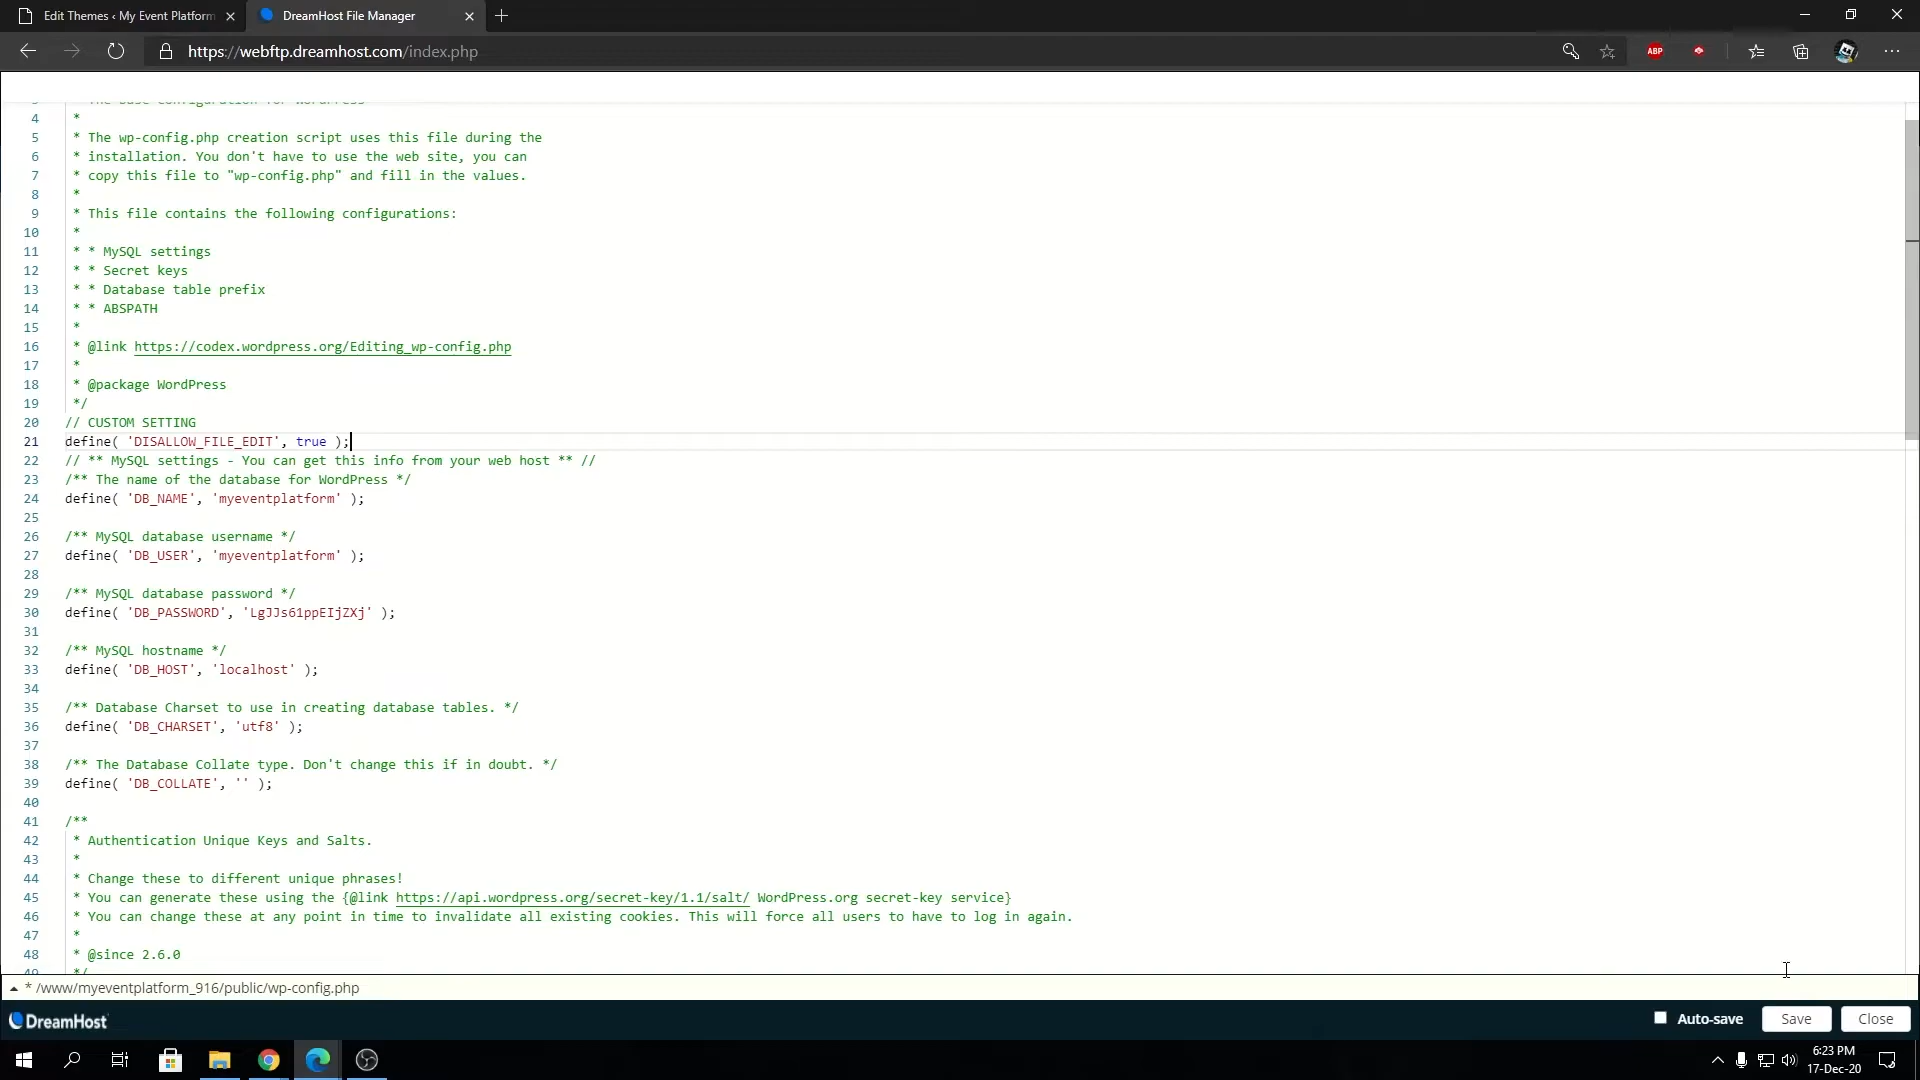 Edit Themes ‹ My Event Platform
DreamHost File Manager
https://webftp.dreamhost.com/index.php
ABP
3 * The base configuration for WordPress
4 *
5 * The wp-config.php creation script uses this file during the
6 * installation. You don't have to use the web site, you can
7 * copy this file to "wp-config.php" and fill in the values.
8 *
9 * This file contains the following configurations:
10 *
11 * * MySQL settings
12 * * Secret keys
13 * * Database table prefix
14 * * ABSPATH
15 *
16 * @link https://codex.wordpress.org/Editing_wp-config.php
17 *
18 * @package WordPress
19 */
20 // CUSTOM SETTING
21 define( 'DISALLOW_FILE_EDIT', true );
22 // ** MySQL settings - You can get this info from your web host ** //
23 /** The name of the database for WordPress */
24 define( 'DB_NAME', 'myeventplatform' );
25
26 /** MySQL database username */
27 define( 'DB_USER', 'myeventplatform' );
28
29 /** MySQL database password */
30 define( 'DB_PASSWORD', 'LgJJs61ppEIjZXj' );
31
32 /** MySQL hostname */
33 define( 'DB_HOST', 'localhost' );
34
35 /** Database Charset to use in creating database tables. */
36 define( 'DB_CHARSET', 'utf8' );
37
38 /** The Database Collate type. Don't change this if in doubt. */
39 define( 'DB_COLLATE', '' );
40
41 /**
42 * Authentication Unique Keys and Salts.
43 *
44 * Change these to different unique phrases!
45 * You can generate these using the {@link https://api.wordpress.org/secret-key/1.1/salt/ WordPress.org secret-key service}
46 * You can change these at any point in time to invalidate all existing cookies. This will force all users to have to log in again.
47 *
48 * @since 2.6.0
49 */
* /www/myeventplatform_916/public/wp-config.php
DreamHost
Auto-save
Save
Close
6:23 PM
17-Dec-20